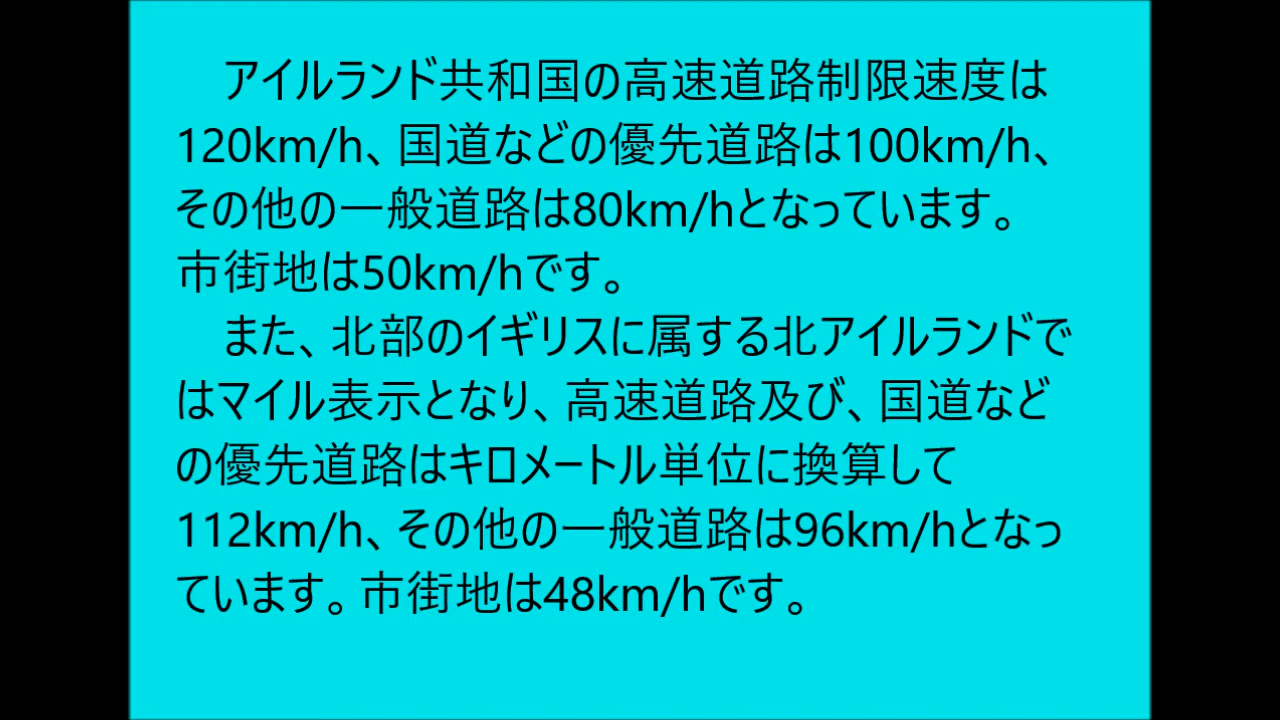 アイルランド共和国の高速道路制限速度は
120km/h、国道などの優先道路は100km/h、
その他の一般道路は80km/hとなっています。
市街地は50km/hです。
また、北部のイギリスに属する北アイルランドで
はマイル表示となり、高速道路及び、国道など
の優先道路はキロメートル単位に換算して
112km/h、その他の一般道路は96km/hとなっ
ています。市街地は48km/hです。